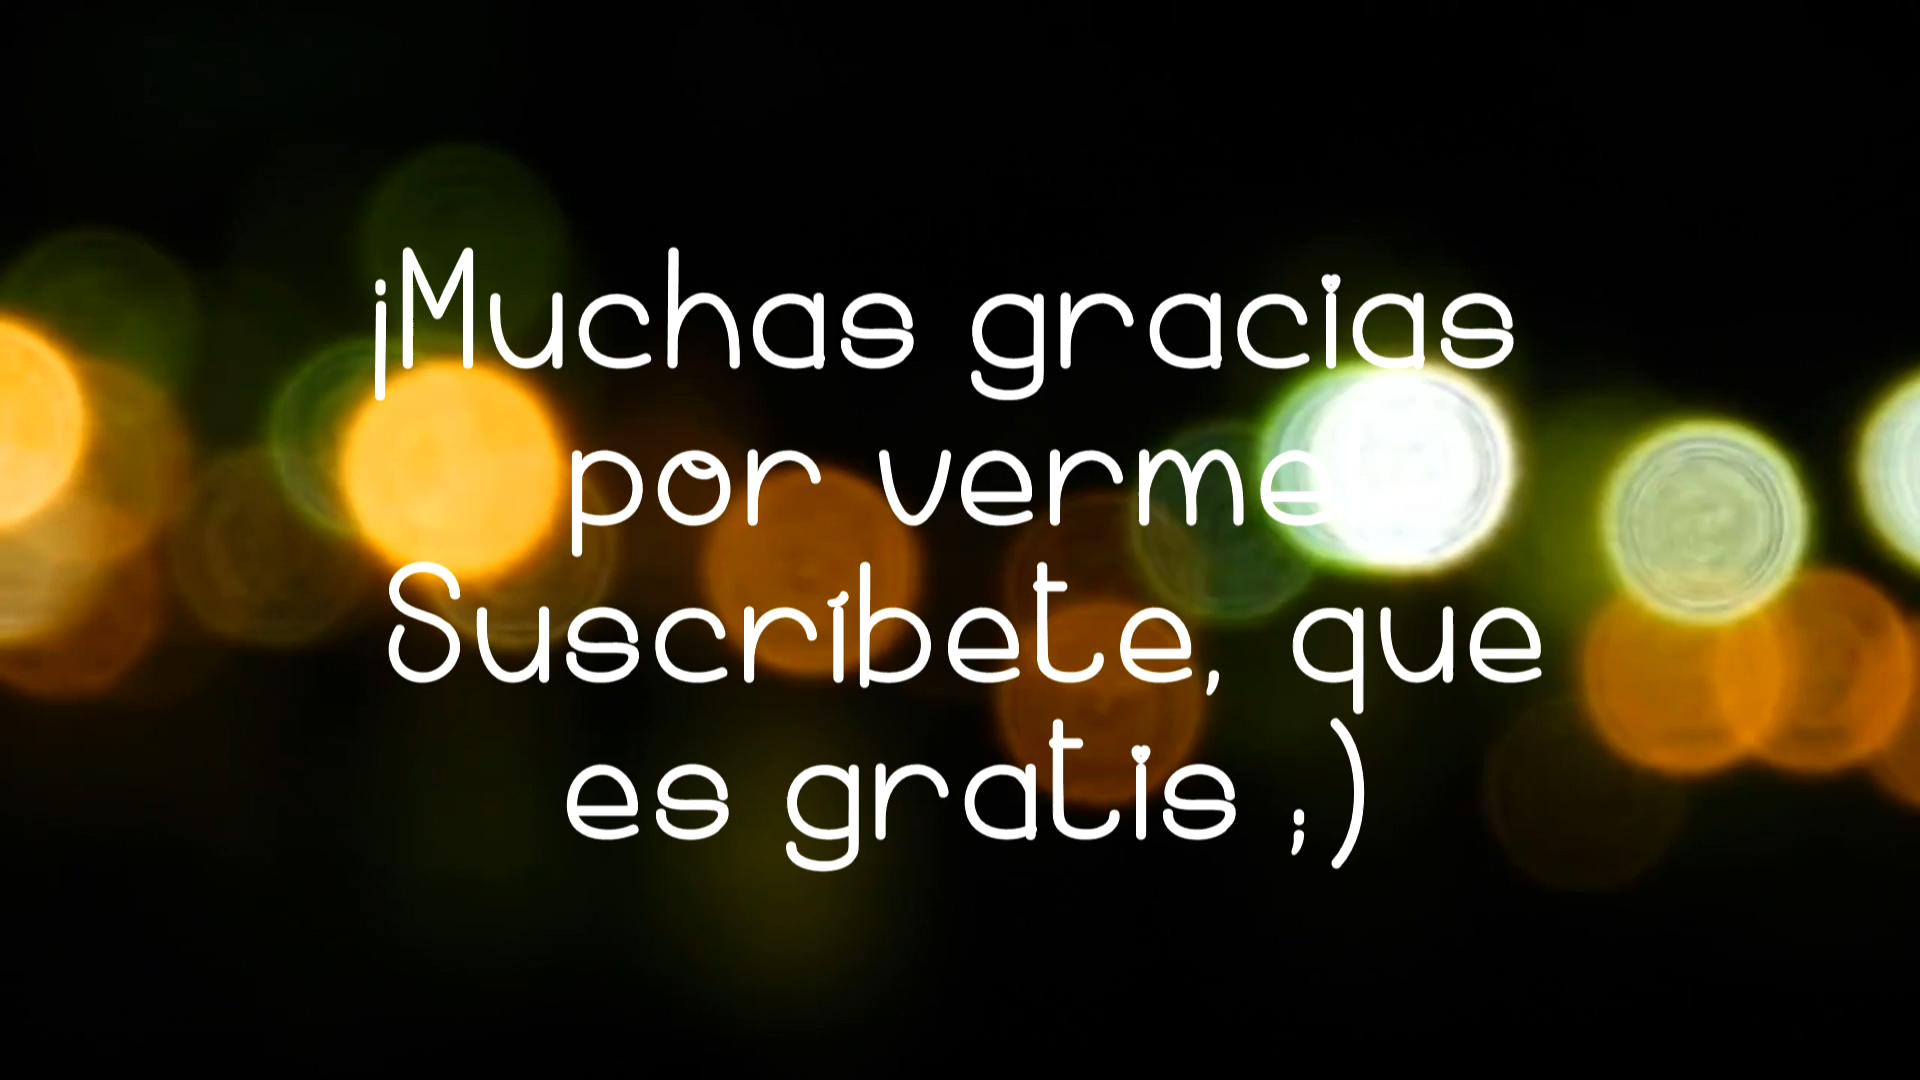 ¡Muchas gracias
por verme
Suscríbete, que
es gratis ;)